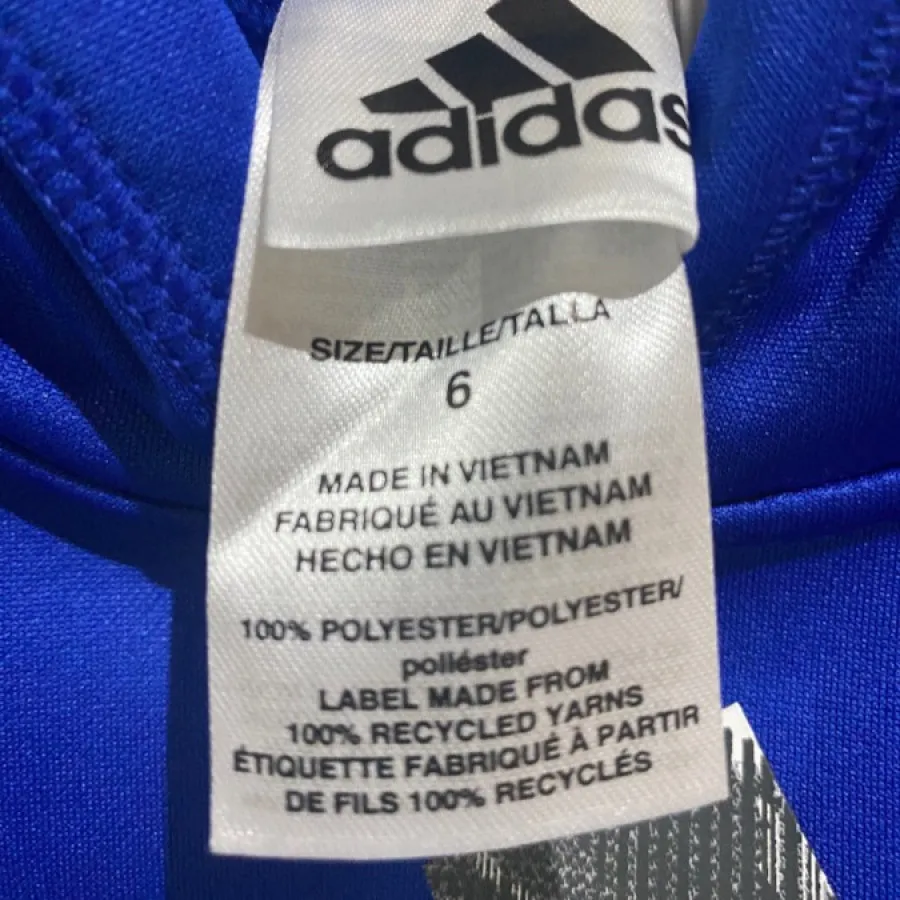 adidas
SIZE/TAILLE/TALLA
6
MADE IN VIETNAM
FABRIQUÉ AU VIETNAM
HECHO EN VIETNAM
100% POLYESTER/POLYESTER/
poliéster
LABEL MADE FROM
100% RECYCLED YARNS
ÉTIQUETTE FABRIQUÉ À PARTIR
DE FILS 100% RECYCLÉS